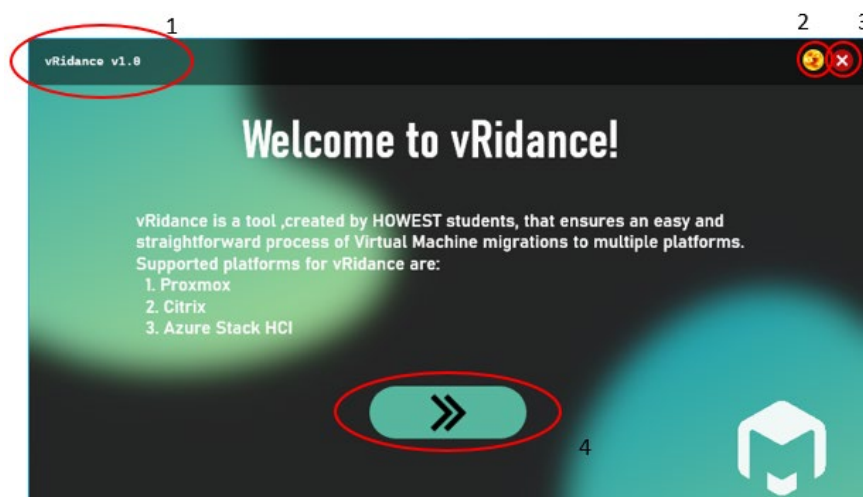 1
2
3
vRidance v1.0
Welcome to vRidance!
vRidance is a tool ,created by HOWEST students, that ensures an easy and
straightforward process of Virtual Machine migrations to multiple platforms.
Supported platforms for vRidance are:
1. Proxmox
2. Citrix
3. Azure Stack HCI
4